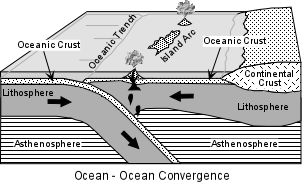 Oceanic Trench
Island Arc
Oceanic Crust
Oceanic Crust
Continental
Crust
Lithosphere
Lithosphere
Asthenosphere
Asthenosphere
Ocean - Ocean Convergence